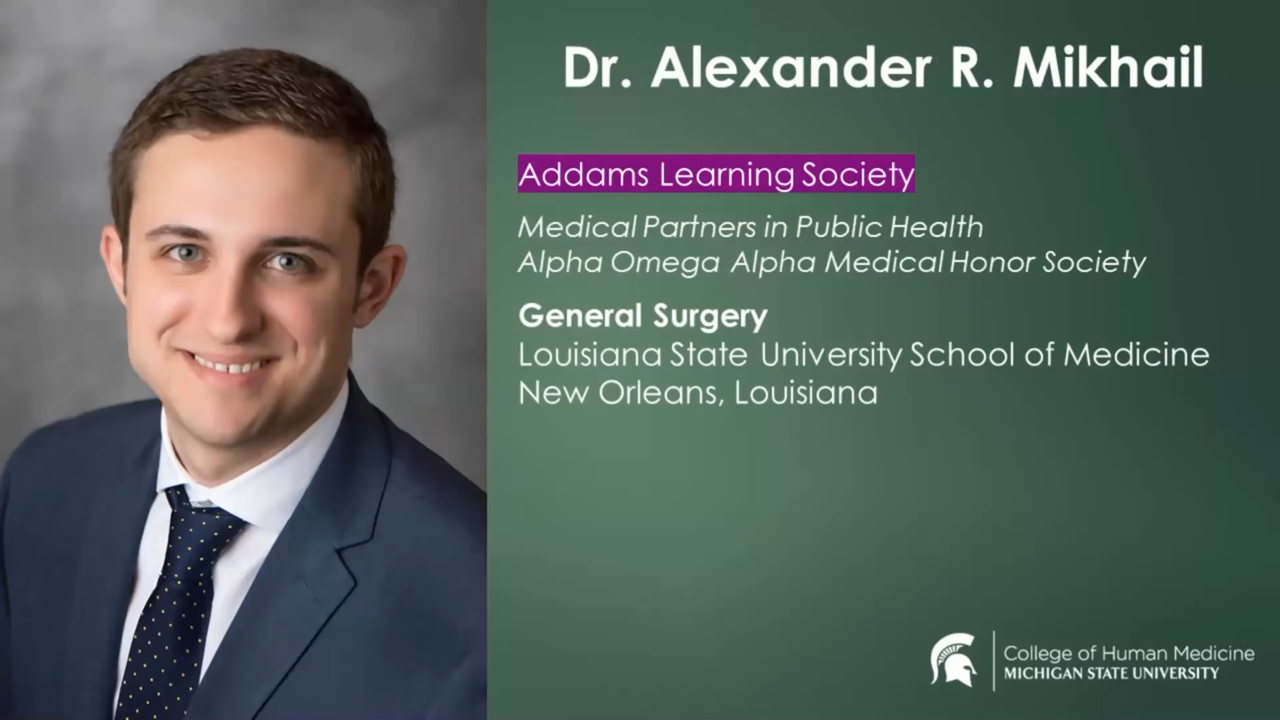 Dr. Alexander R. Mikhail
Addams Learning Society
Medical Partners in Public Health
Alpha Omega Alpha Medical Honor Society
General Surgery
Louisiana State University School of Medicine
New Orleans, Louisiana
College of Human Medicine
MICHIGAN STATE UNIVERSITY